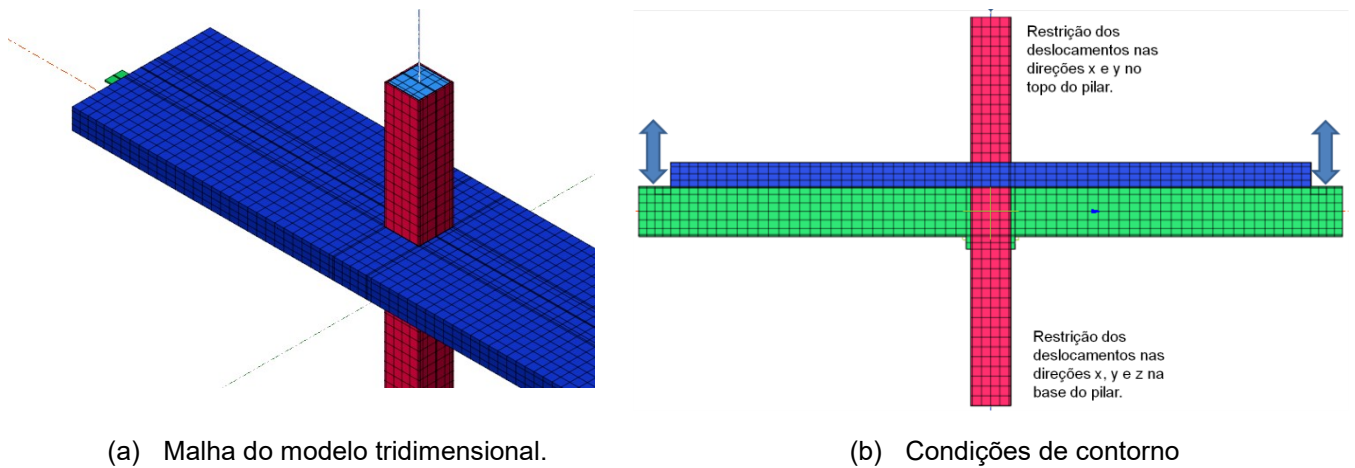 Restrição dos
deslocamentos nas
direções x e y no
topo do pilar.
Restrição dos
deslocamentos nas
direções x, y e z na
base do pilar.
(a) Malha do modelo tridimensional.
(b) Condições de contorno